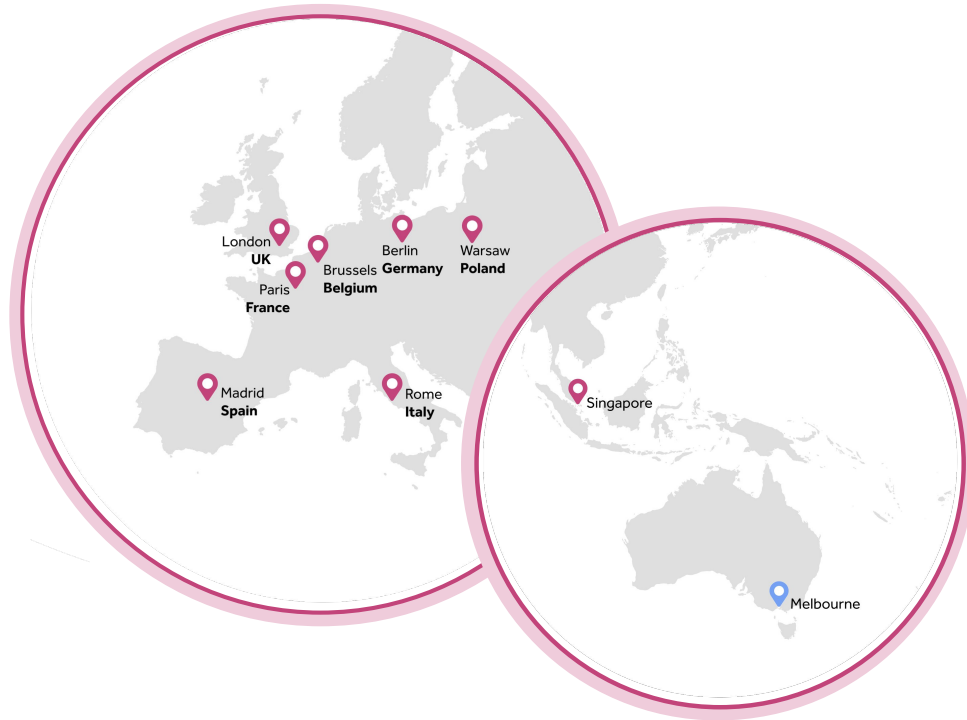 London
UK
Brussels
Belgium
Paris
France
Berlin
Germany
Warsaw
Poland
Madrid
Spain
Rome
Italy
Singapore
Melbourne